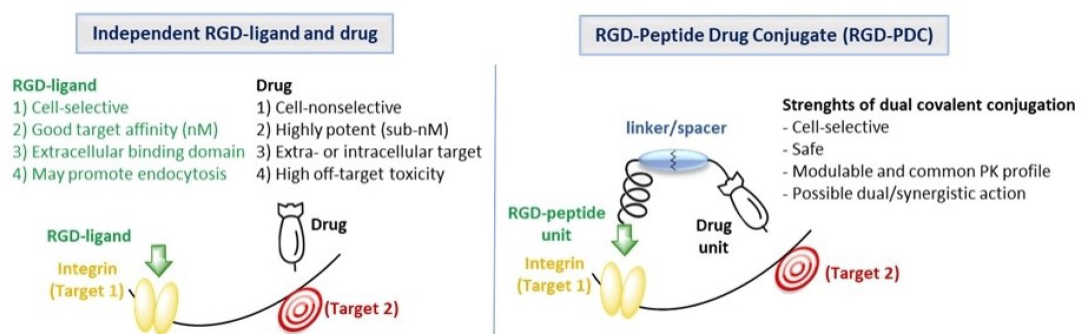 Independent RGD-ligand and drug
RGD-ligand
1) Cell-selective
2) Good target affinity (nM)
3) Extracellular binding domain
4) May promote endocytosis
Drug
1) Cell-nonselective
2) Highly potent (sub-nM)
3) Extra- or intracellular target
4) High off-target toxicity
Drug
RGD-ligand
Integrin
(Target 1)
(Target 2)
RGD-Peptide Drug Conjugate (RGD-PDC)
Strenghts of dual covalent conjugation
- Cell-selective
- Safe
- Modulable and common PK profile
- Possible dual/synergistic action
linker/spacer
RGD-peptide
unit
Drug
unit
Integrin
(Target 1)
(Target 2)